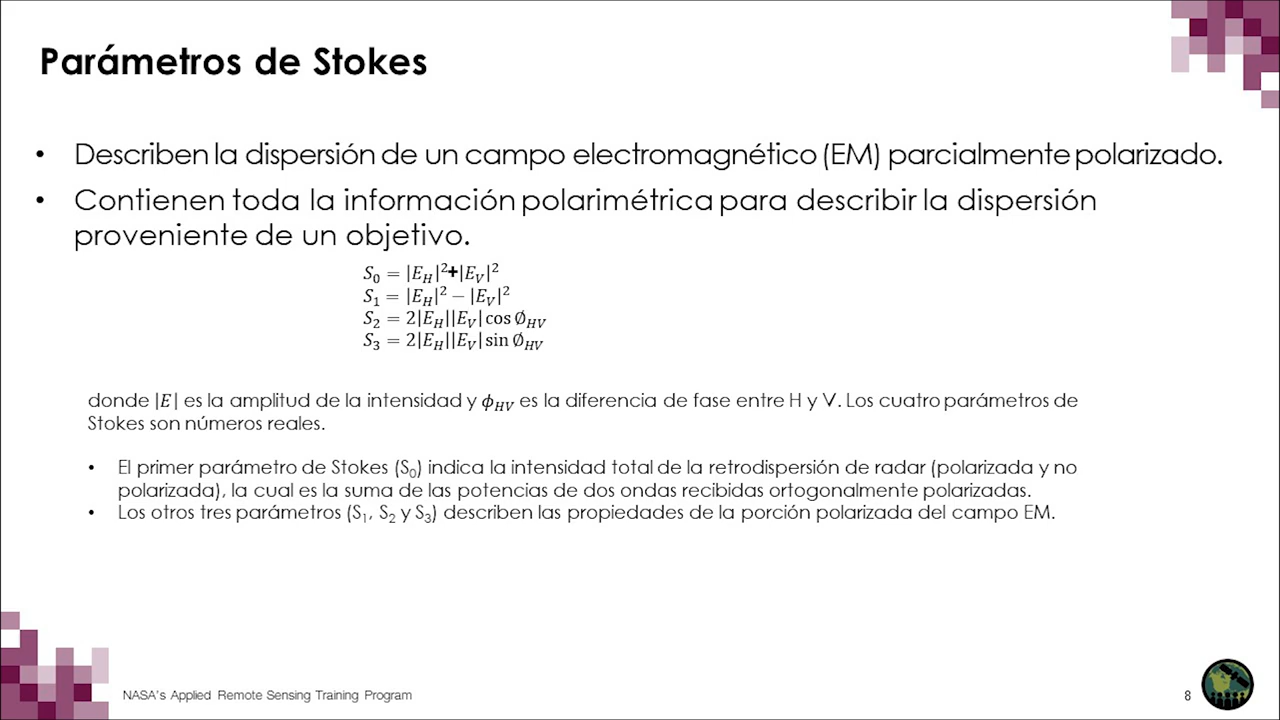 Parámetros de Stokes
• Describen la dispersión de un campo electromagnético (EM) parcialmente polarizado.
• Contienen toda la información polarimétrica para describir la dispersión
proveniente de un objetivo.
S₀ = |E_H|²+|E_V|²
S₁ = |E_H|² − |E_V|²
S₂ = 2|E_H||E_V| cos ∅_HV
S₃ = 2|E_H||E_V| sin ∅_HV
donde |E| es la amplitud de la intensidad y ϕ_HV es la diferencia de fase entre H y V. Los cuatro parámetros de
Stokes son números reales.
• El primer parámetro de Stokes (S₀) indica la intensidad total de la retrodispersión de radar (polarizada y no
polarizada), la cual es la suma de las potencias de dos ondas recibidas ortogonalmente polarizadas.
• Los otros tres parámetros (S₁, S₂ y S₃) describen las propiedades de la porción polarizada del campo EM.
NASA's Applied Remote Sensing Training Program
8